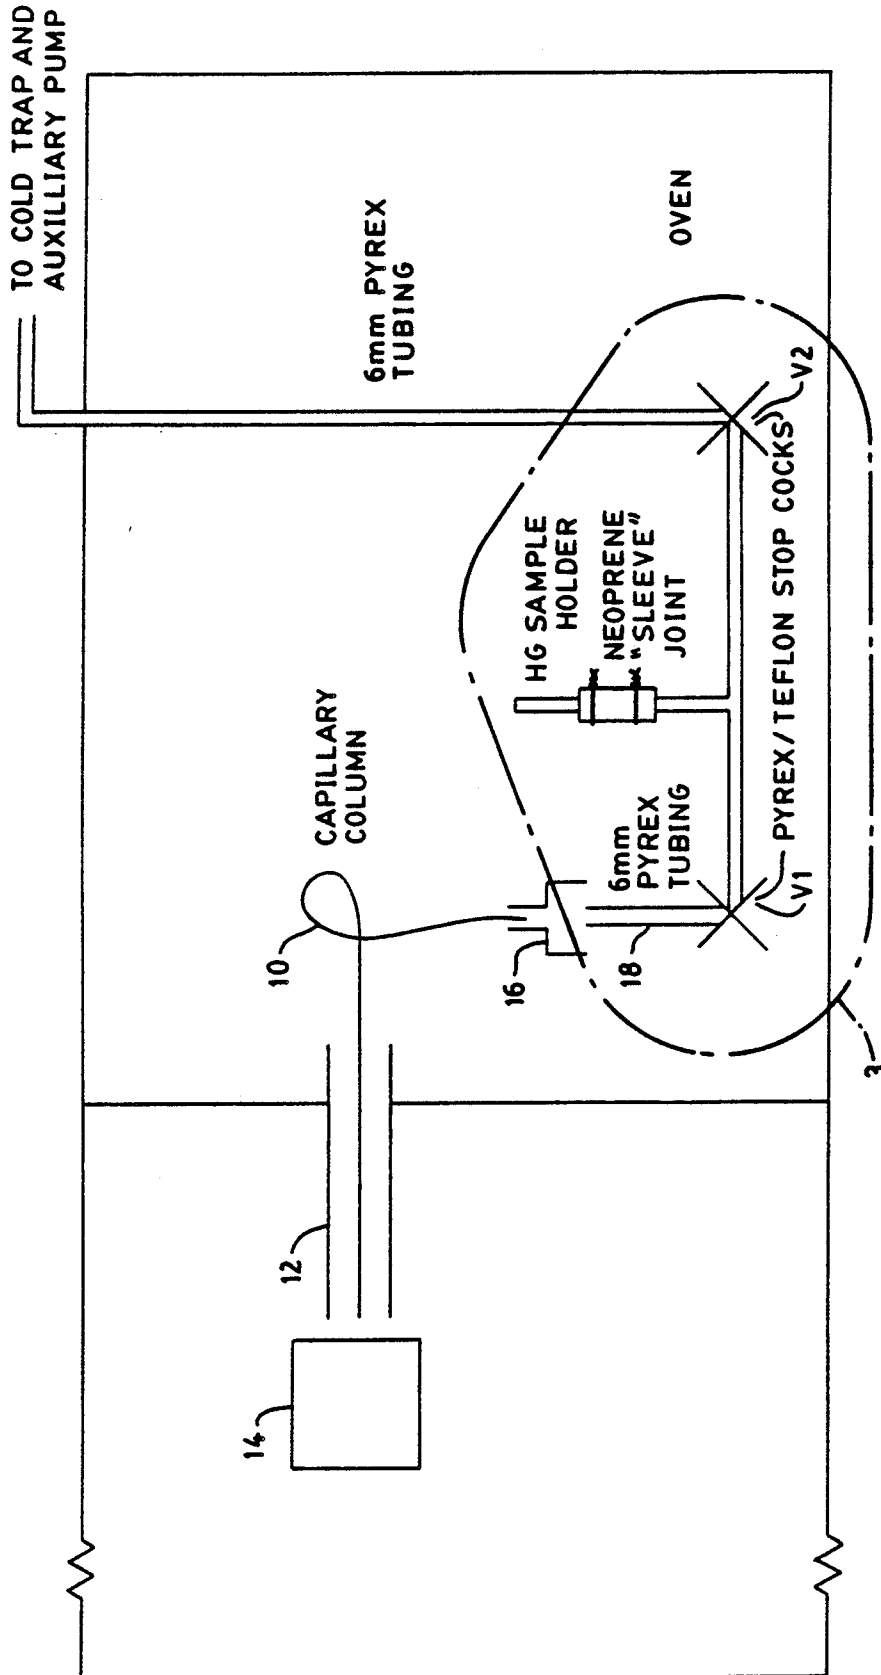 TO COLD TRAP AND
AUXILLIARY PUMP
6mm PYREX
TUBING
OVEN
CAPILLARY
COLUMN
HG SAMPLE
HOLDER
NEOPRENE
"SLEEVE"
JOINT
6mm
PYREX
TUBING
PYREX/TEFLON STOP COCKS
V1
V2
10
12
14
16
18
3